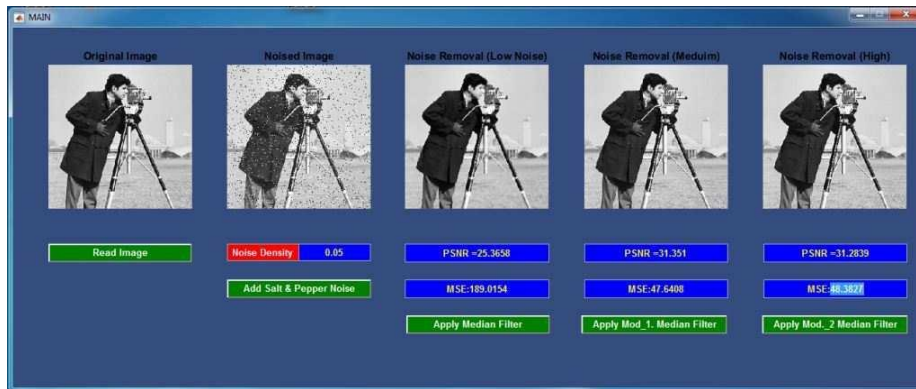 MAIN
Original Image
Noised Image
Noise Removal (Low Noise)
Noise Removal (Meduim)
Noise Removal (High)
Read Image
Noise Density 0.05
PSNR =25.3658
PSNR =31.351
PSNR =31.2839
Add Salt & Pepper Noise
MSE:189.0154
MSE:47.6408
MSE:48.3827
Apply Median Filter
Apply Mod_1. Median Filter
Apply Mod._2 Median Filter